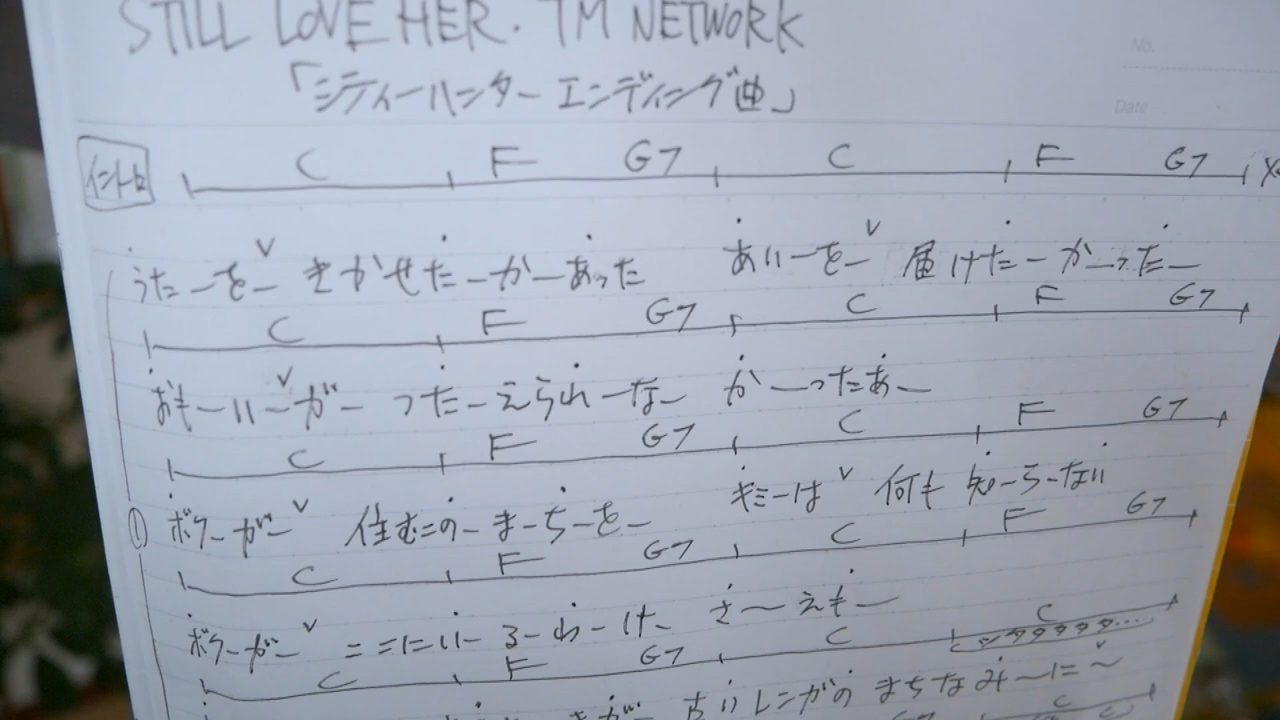 STILL LOVE HER. TM NETWORK
「シティーハンター エンディング曲」
No.
Date
イントロ C F G7 C F G7
うたーをー きかせたーかーあった あいーをー 届けたーかーったー
C F G7 C F G7
おもーいーがー つたーえられーなー かーーったあー
C F G7 C F G7
① ボクーがー 住むこのーまーちーを キミーは 何も知ーらーない
C F G7 C F G7
ボクーがー ここにいーるーわーけー さ〜えもー
C F G7 C C
古いレンガの まちなみーに〜
G7 C